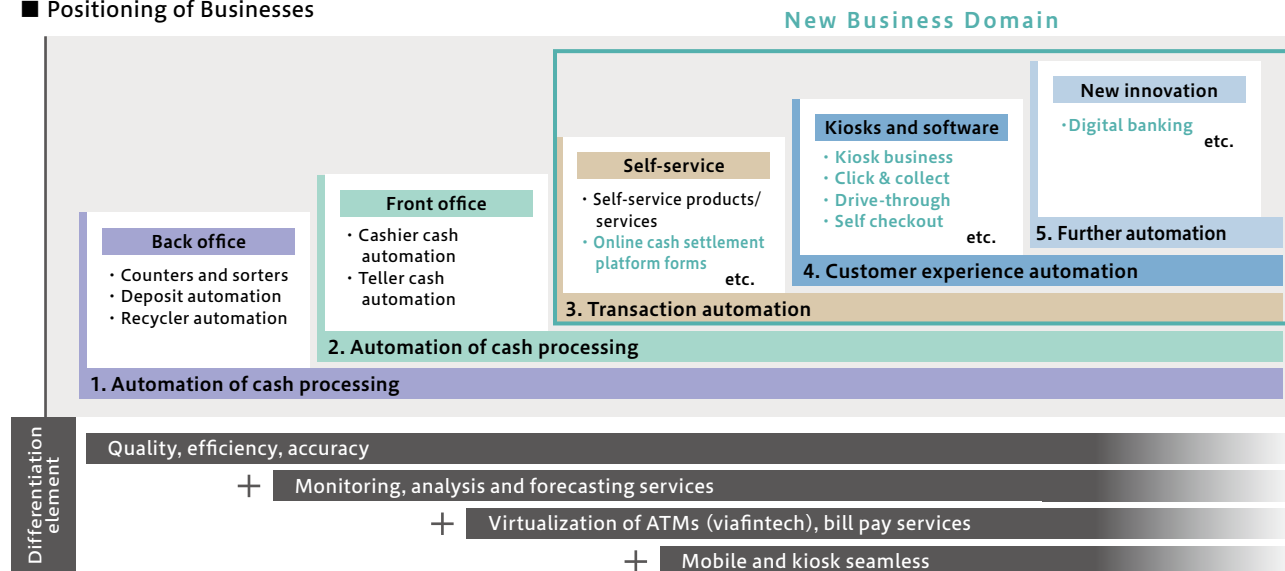 ■ Positioning of Businesses
New Business Domain
New innovation
・Digital banking
etc.
5. Further automation
Kiosks and software
・Kiosk business
・Click & collect
・Drive-through
・Self checkout
etc.
4. Customer experience automation
Self-service
・Self-service products/
services
・Online cash settlement
platform forms
etc.
3. Transaction automation
Front office
・Cashier cash
automation
・Teller cash
automation
2. Automation of cash processing
Back office
・Counters and sorters
・Deposit automation
・Recycler automation
1. Automation of cash processing
Differentiation
element
Quality, efficiency, accuracy
+ Monitoring, analysis and forecasting services
+ Virtualization of ATMs (viafintech), bill pay services
+ Mobile and kiosk seamless